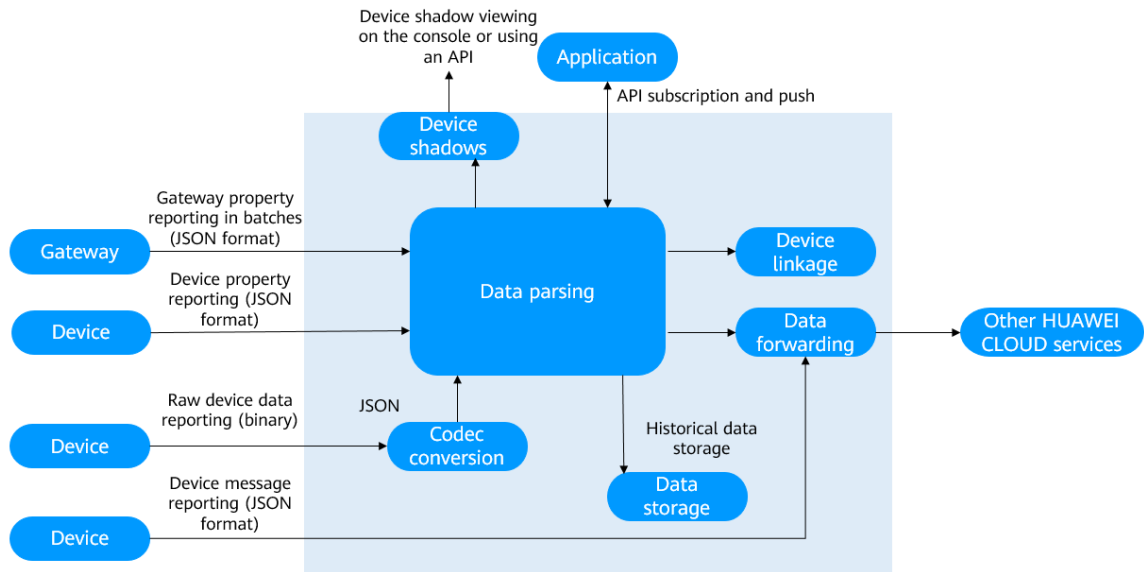 Device shadow viewing
on the console or using
an API
Application
API subscription and push
Device
shadows
Gateway property
reporting in batches
(JSON format)
Gateway
Device
linkage
Data parsing
Device property
reporting (JSON
format)
Device
Data
forwarding
Other HUAWEI
CLOUD services
Raw device data
reporting (binary)
JSON
Device
Codec
conversion
Historical data
storage
Data
storage
Device message
reporting (JSON
format)
Device